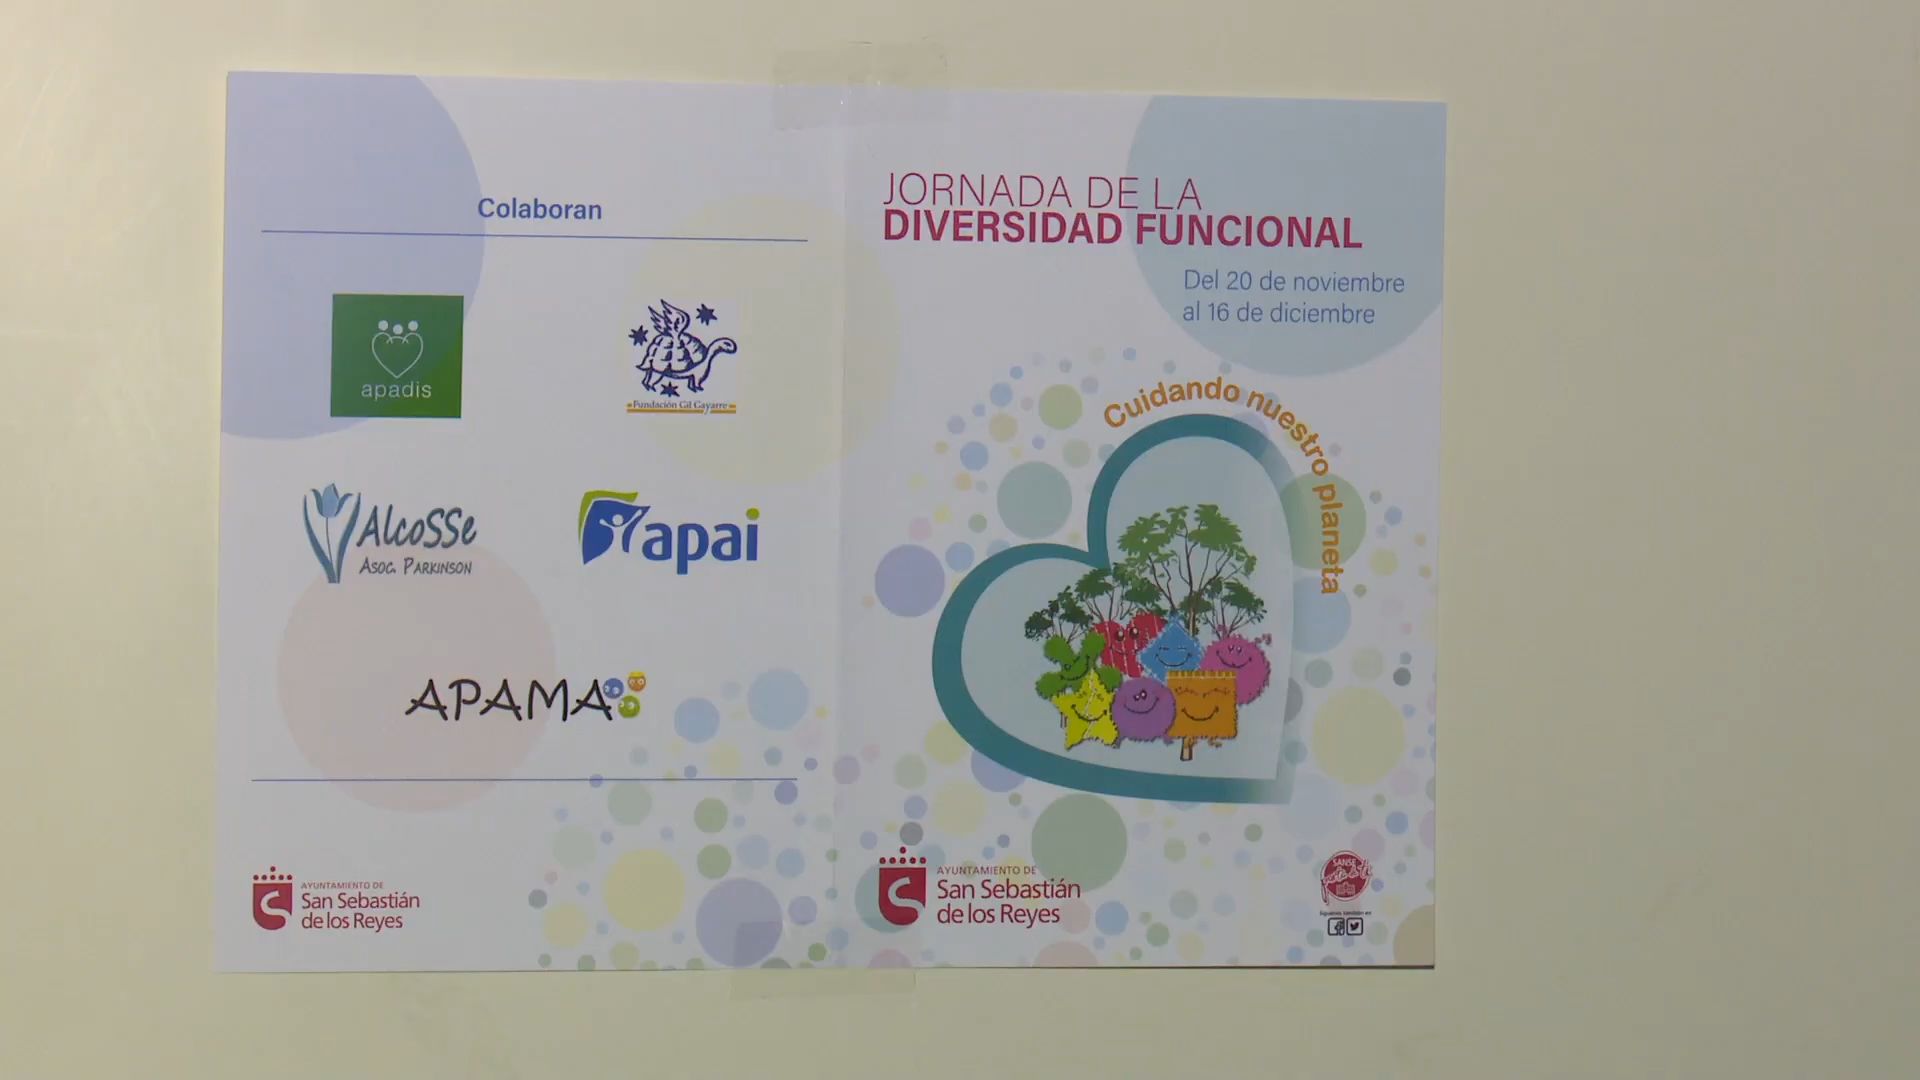 Colaboran
apadis
Fundación Gil Gayarre
AlcoSSe
Asoc. Parkinson
apai
APAMA
AYUNTAMIENTO DE
San Sebastián
de los Reyes
JORNADA DE LA
DIVERSIDAD FUNCIONAL
Del 20 de noviembre
al 16 de diciembre
Cuidando nuestro planeta
AYUNTAMIENTO DE
San Sebastián
de los Reyes
SANSE